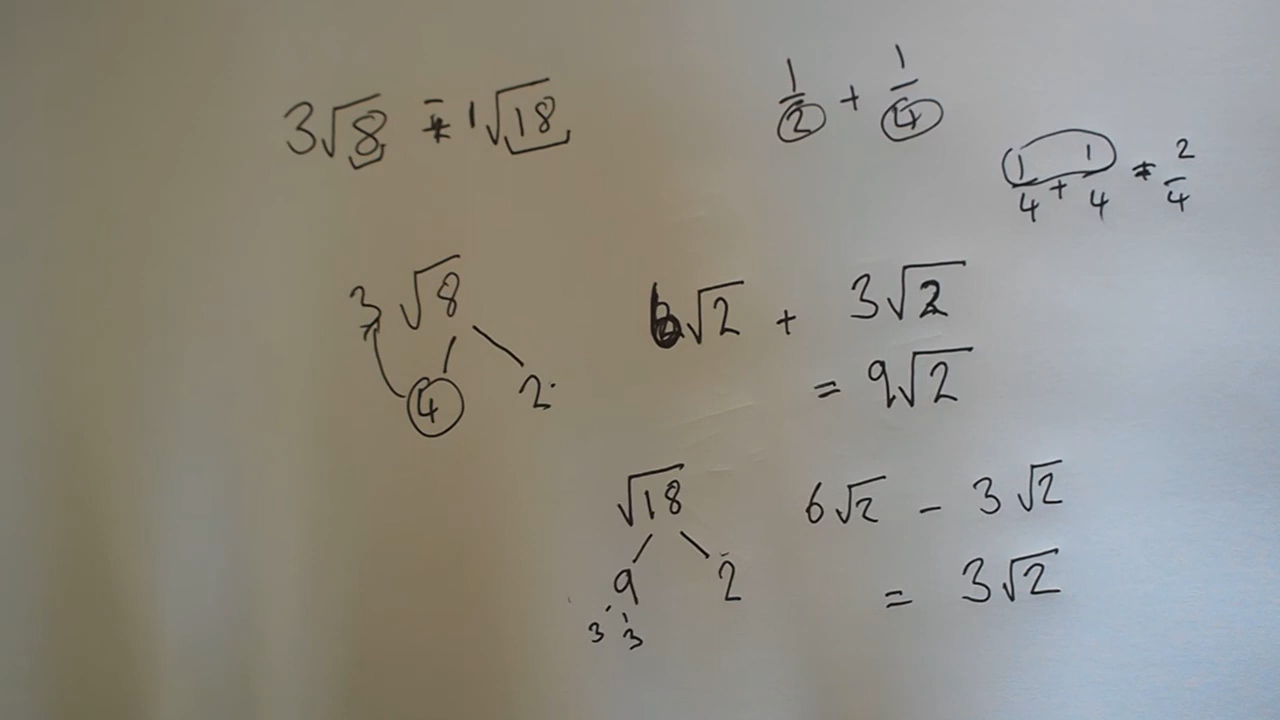 3√8 ∓ 1√18
1/2 + 1/4
1/4 + 1/4 = 2/4
3 √8
4 2
6√2 + 3√2
= 9√2
√18
9 2
3 3
6√2 - 3√2
= 3√2